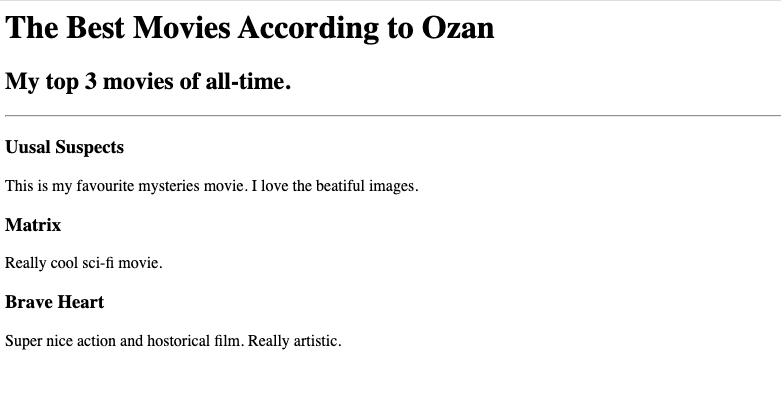 The Best Movies According to Ozan
My top 3 movies of all-time.
Uusal Suspects
This is my favourite mysteries movie. I love the beatiful images.
Matrix
Really cool sci-fi movie.
Brave Heart
Super nice action and hostorical film. Really artistic.